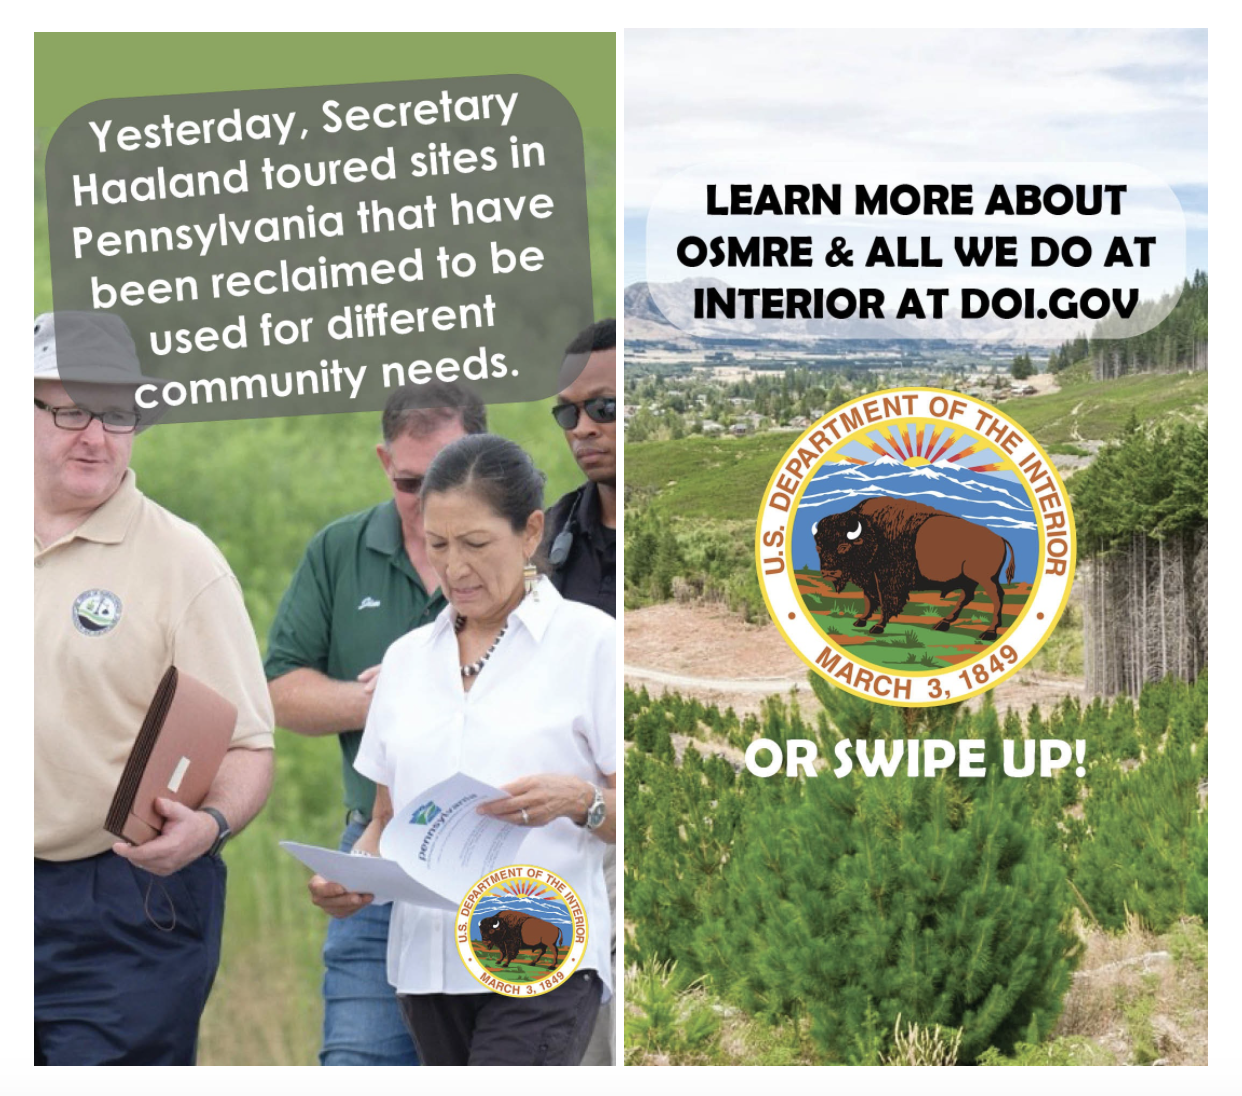 Yesterday, Secretary
Haaland toured sites in
Pennsylvania that have
been reclaimed to be
used for different
community needs.
Jim
pennsylvania
U.S. DEPARTMENT OF THE INTERIOR
MARCH 3, 1849
LEARN MORE ABOUT
OSMRE & ALL WE DO AT
INTERIOR AT DOI.GOV
U.S. DEPARTMENT OF THE INTERIOR
MARCH 3, 1849
OR SWIPE UP!